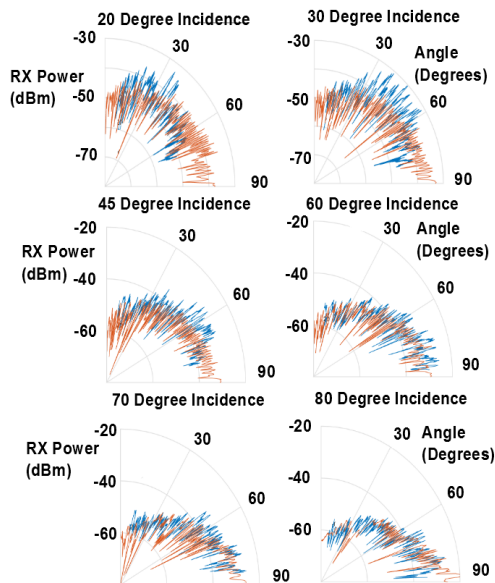 20 Degree Incidence
-30
30
RX Power
(dBm)
-50
60
-70
90
30 Degree Incidence
-30
30
Angle
(Degrees)
-50
60
-70
90
45 Degree Incidence
-20
30
RX Power
(dBm)
-40
60
-60
90
60 Degree Incidence
-20
30
Angle
(Degrees)
-40
60
-60
90
70 Degree Incidence
-20
30
RX Power
(dBm)
-40
60
-60
90
80 Degree Incidence
-20
30
Angle
(Degrees)
-40
60
-60
90